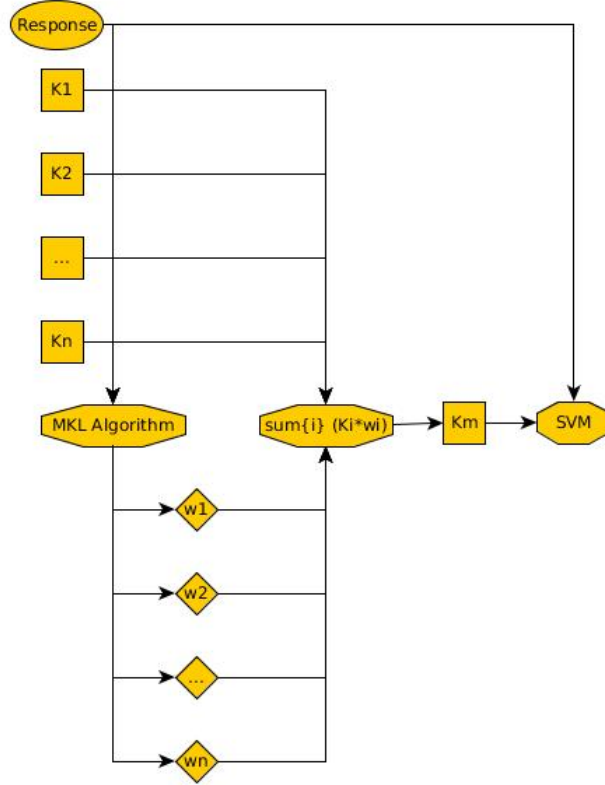 Response
K1
K2
...
Kn
MKL Algorithm
sum{i} (Ki*wi)
Km
SVM
w1
w2
...
wn